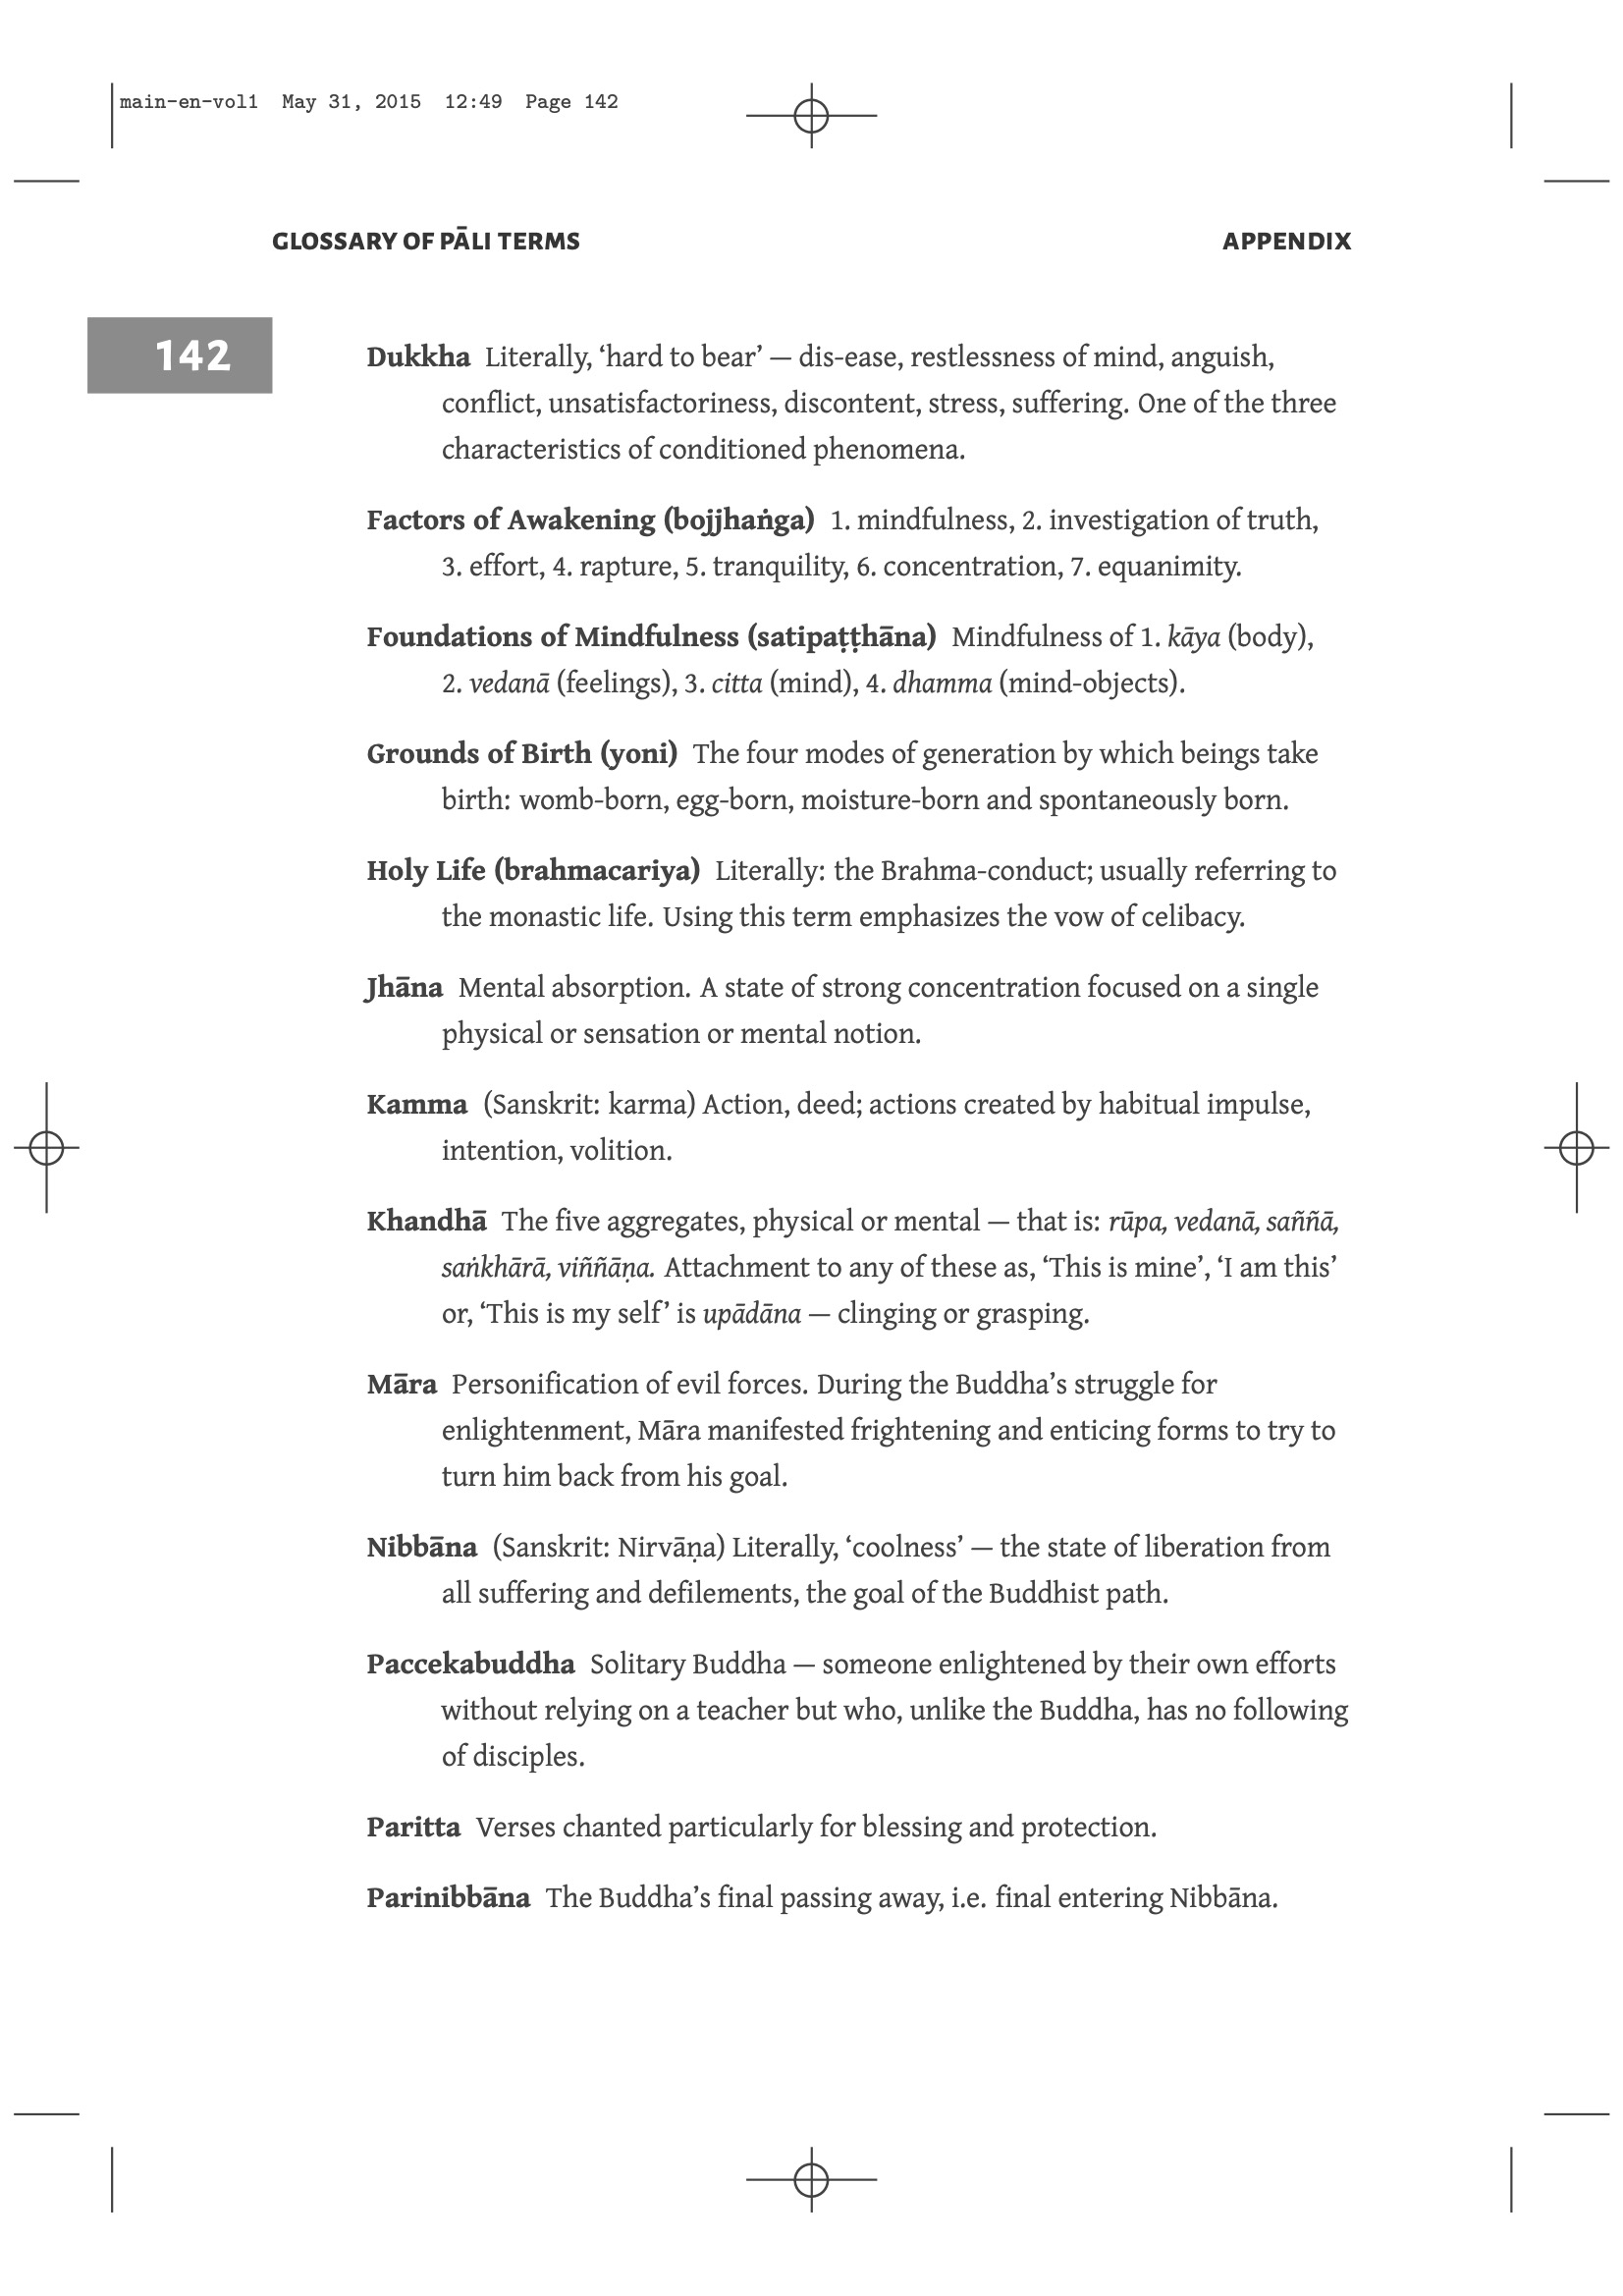 main-en-vol1 May 31, 2015 12:49 Page 142
GLOSSARY OF PĀLI TERMS APPENDIX
142
Dukkha Literally, ‘hard to bear’ — dis-ease, restlessness of mind, anguish,
conflict, unsatisfactoriness, discontent, stress, suffering. One of the three
characteristics of conditioned phenomena.
Factors of Awakening (bojjhaṅga) 1. mindfulness, 2. investigation of truth,
3. effort, 4. rapture, 5. tranquility, 6. concentration, 7. equanimity.
Foundations of Mindfulness (satipaṭṭhāna) Mindfulness of 1. kāya (body),
2. vedanā (feelings), 3. citta (mind), 4. dhamma (mind-objects).
Grounds of Birth (yoni) The four modes of generation by which beings take
birth: womb-born, egg-born, moisture-born and spontaneously born.
Holy Life (brahmacariya) Literally: the Brahma-conduct; usually referring to
the monastic life. Using this term emphasizes the vow of celibacy.
Jhāna Mental absorption. A state of strong concentration focused on a single
physical or sensation or mental notion.
Kamma (Sanskrit: karma) Action, deed; actions created by habitual impulse,
intention, volition.
Khandhā The five aggregates, physical or mental — that is: rūpa, vedanā, saññā,
saṅkhārā, viññāṇa. Attachment to any of these as, ‘This is mine’, ‘I am this’
or, ‘This is my self’ is upādāna — clinging or grasping.
Māra Personification of evil forces. During the Buddha’s struggle for
enlightenment, Māra manifested frightening and enticing forms to try to
turn him back from his goal.
Nibbāna (Sanskrit: Nirvāṇa) Literally, ‘coolness’ — the state of liberation from
all suffering and defilements, the goal of the Buddhist path.
Paccekabuddha Solitary Buddha — someone enlightened by their own efforts
without relying on a teacher but who, unlike the Buddha, has no following
of disciples.
Paritta Verses chanted particularly for blessing and protection.
Parinibbāna The Buddha’s final passing away, i.e. final entering Nibbāna.